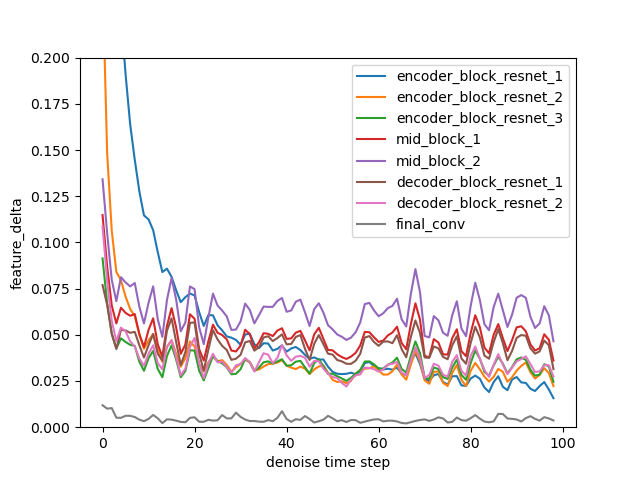 0.200
0.175
0.150
0.125
0.100
0.075
0.050
0.025
0.000
feature_delta
encoder_block_resnet_1
encoder_block_resnet_2
encoder_block_resnet_3
mid_block_1
mid_block_2
decoder_block_resnet_1
decoder_block_resnet_2
final_conv
0 20 40 60 80 100
denoise time step